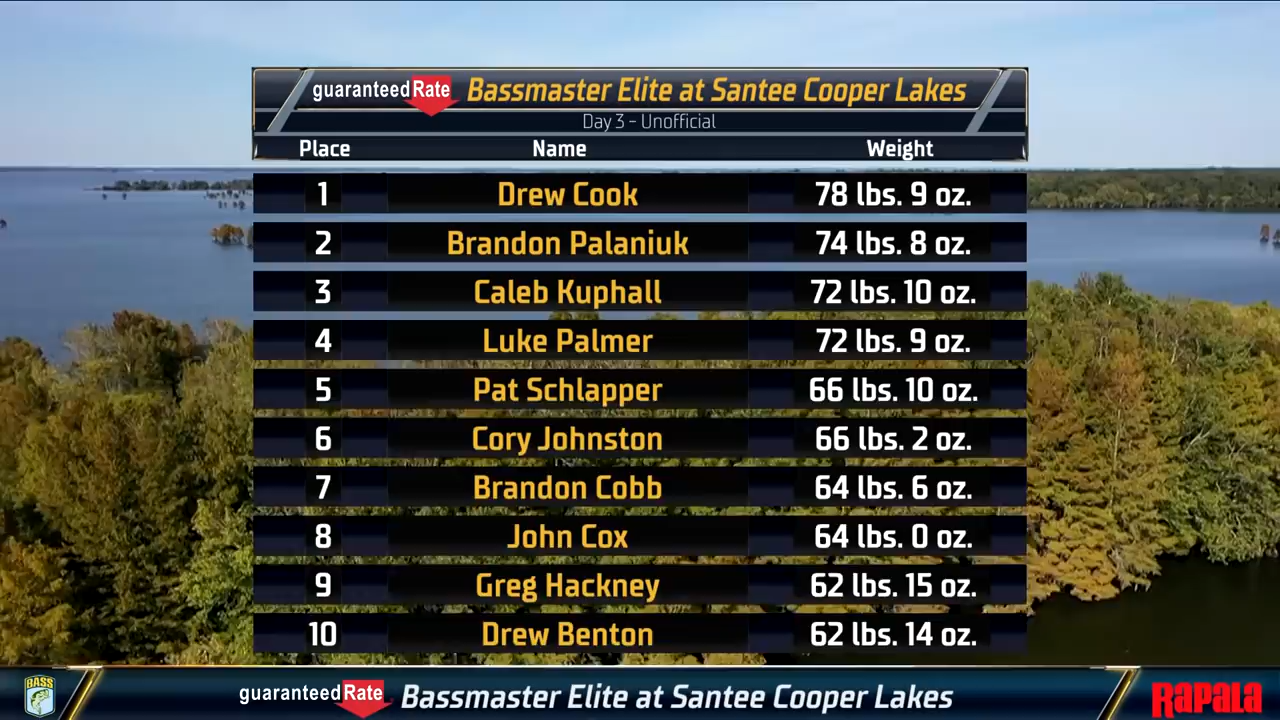 guaranteedRate Bassmaster Elite at Santee Cooper Lakes
Day 3 - Unofficial
Place Name Weight
1 Drew Cook 78 lbs. 9 oz.
2 Brandon Palaniuk 74 lbs. 8 oz.
3 Caleb Kuphall 72 lbs. 10 oz.
4 Luke Palmer 72 lbs. 9 oz.
5 Pat Schlapper 66 lbs. 10 oz.
6 Cory Johnston 66 lbs. 2 oz.
7 Brandon Cobb 64 lbs. 6 oz.
8 John Cox 64 lbs. 0 oz.
9 Greg Hackney 62 lbs. 15 oz.
10 Drew Benton 62 lbs. 14 oz.
BASS guaranteedRate Bassmaster Elite at Santee Cooper Lakes RAPALA